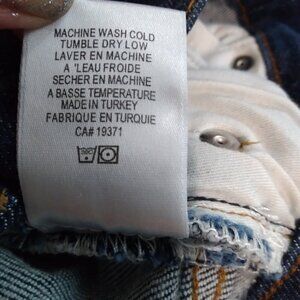 MACHINE WASH COLD
TUMBLE DRY LOW
LAVER EN MACHINE
A 'LEAU FROIDE
SECHER EN MACHINE
A BASSE TEMPERATURE
MADE IN TURKEY
FABRIQUE EN TURQUIE
CA# 19371